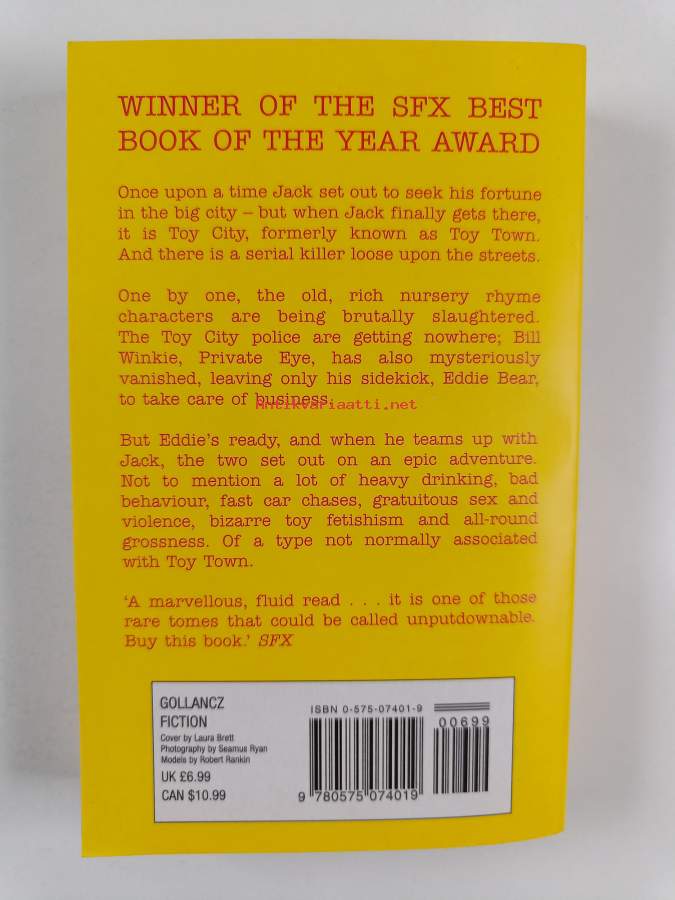 WINNER OF THE SFX BEST
BOOK OF THE YEAR AWARD
Once upon a time Jack set out to seek his fortune
in the big city – but when Jack finally gets there,
it is Toy City, formerly known as Toy Town.
And there is a serial killer loose upon the streets.
One by one, the old, rich nursery rhyme
characters are being brutally slaughtered.
The Toy City police are getting nowhere; Bill
Winkie, Private Eye, has also mysteriously
vanished, leaving only his sidekick, Eddie Bear,
to take care of business.
Antikvariaatti.net
But Eddie's ready, and when he teams up with
Jack, the two set out on an epic adventure.
Not to mention a lot of heavy drinking, bad
behaviour, fast car chases, gratuitous sex and
violence, bizarre toy fetishism and all-round
grossness. Of a type not normally associated
with Toy Town.
'A marvellous, fluid read . . . it is one of those
rare tomes that could be called unputdownable.
Buy this book.' SFX
GOLLANCZ
FICTION
Cover by Laura Brett
Photography by Seamus Ryan
Models by Robert Rankin
UK £6.99
CAN $10.99
ISBN 0-575-07401-9
00699
9 780575 074019